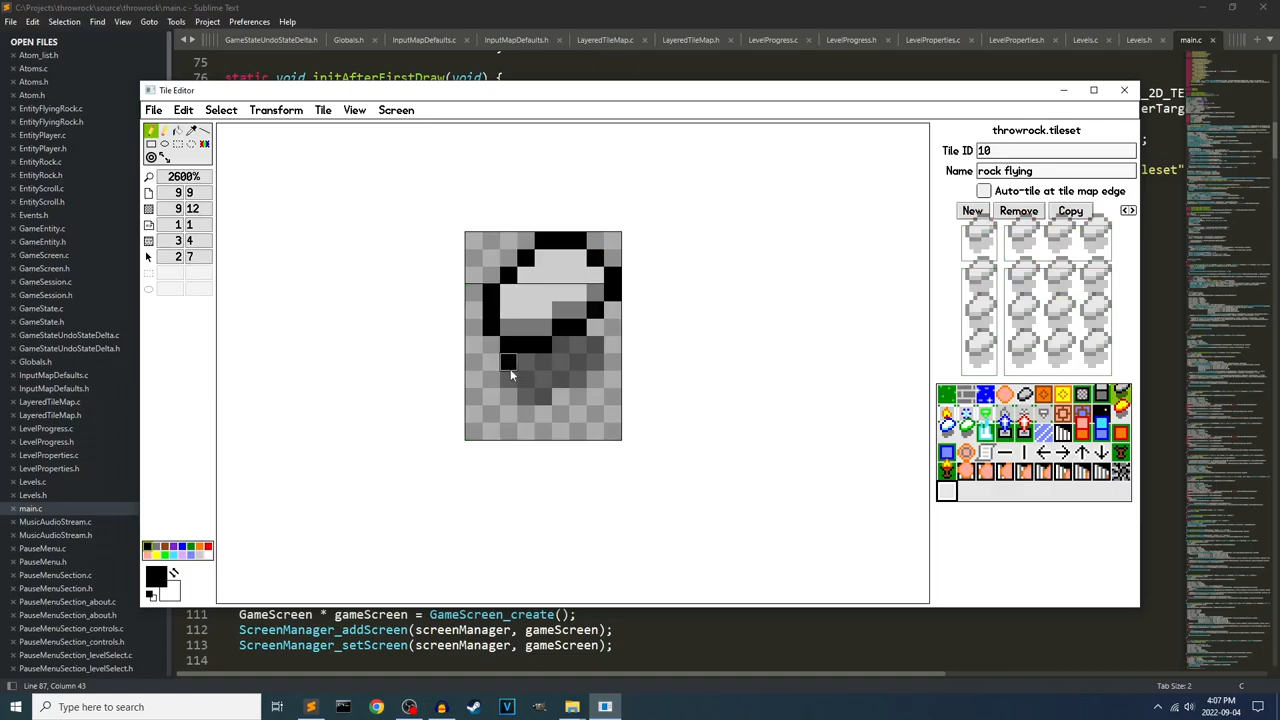 C:\Projects\throwrock\source\throwrock\main.c - Sublime Text
File Edit Selection Find View Goto Tools Project Preferences Help
OPEN FILES
GameStateUndoStateDelta.h Globals.h InputMapDefaults.c InputMapDefaults.h LayeredTileMap.c LayeredTileMap.h LevelProgress.c LevelProgress.h LevelProperties.c LevelProperties.h Levels.c Levels.h main.c
Atom_list.h
Atoms.c
Atoms.h
Atom.h
EntityFlyingRock.c
EntityFlyingRock.h
EntityPlayer.c
EntityPlayer.h
EntityRock.c
EntityRock.h
EntityScroll.c
EntityScroll.h
Events.h
GameEntity.c
GameEntity.h
GameScreen.c
GameScreen.h
GameSession.c
GameSession.h
GameState.c
GameState.h
GameStateUndoStateDelta.c
GameStateUndoStateDelta.h
Globals.h
InputMapDefaults.c
InputMapDefaults.h
LayeredTileMap.c
LayeredTileMap.h
LevelProgress.c
LevelProgress.h
LevelProperties.c
LevelProperties.h
Levels.c
Levels.h
main.c
MusicAudioStream.c
MusicAudioStream.h
PauseMenu.c
PauseMenu.h
PauseMenuSection.c
PauseMenuSection.h
PauseMenuSection_about.c
PauseMenuSection_about.h
PauseMenuSection_controls.c
PauseMenuSection_controls.h
PauseMenuSection_levelSelect.c
PauseMenuSection_levelSelect.h
75
76 static void initAfterFirstDraw(void) {
_2D_TE
erTarg
;
leset"
Tile Editor
File Edit Select Transform Tile View Screen
2600%
9 9
9 12
1 1
3 4
2 7
throwrock.tileset
Tile ID 10
Name rock flying
Auto-tile at tile map edge
New Remove Copy
111 GameScreen * gameScreen = GameScreen_create();
112 ScreenManager_addScreen(screenManager, gameScreen);
113 ScreenManager_setScreen(screenManager, gameScreen);
114
Line 87, Column 43
Tab Size: 2
C
Type here to search
4:07 PM
2022-09-04